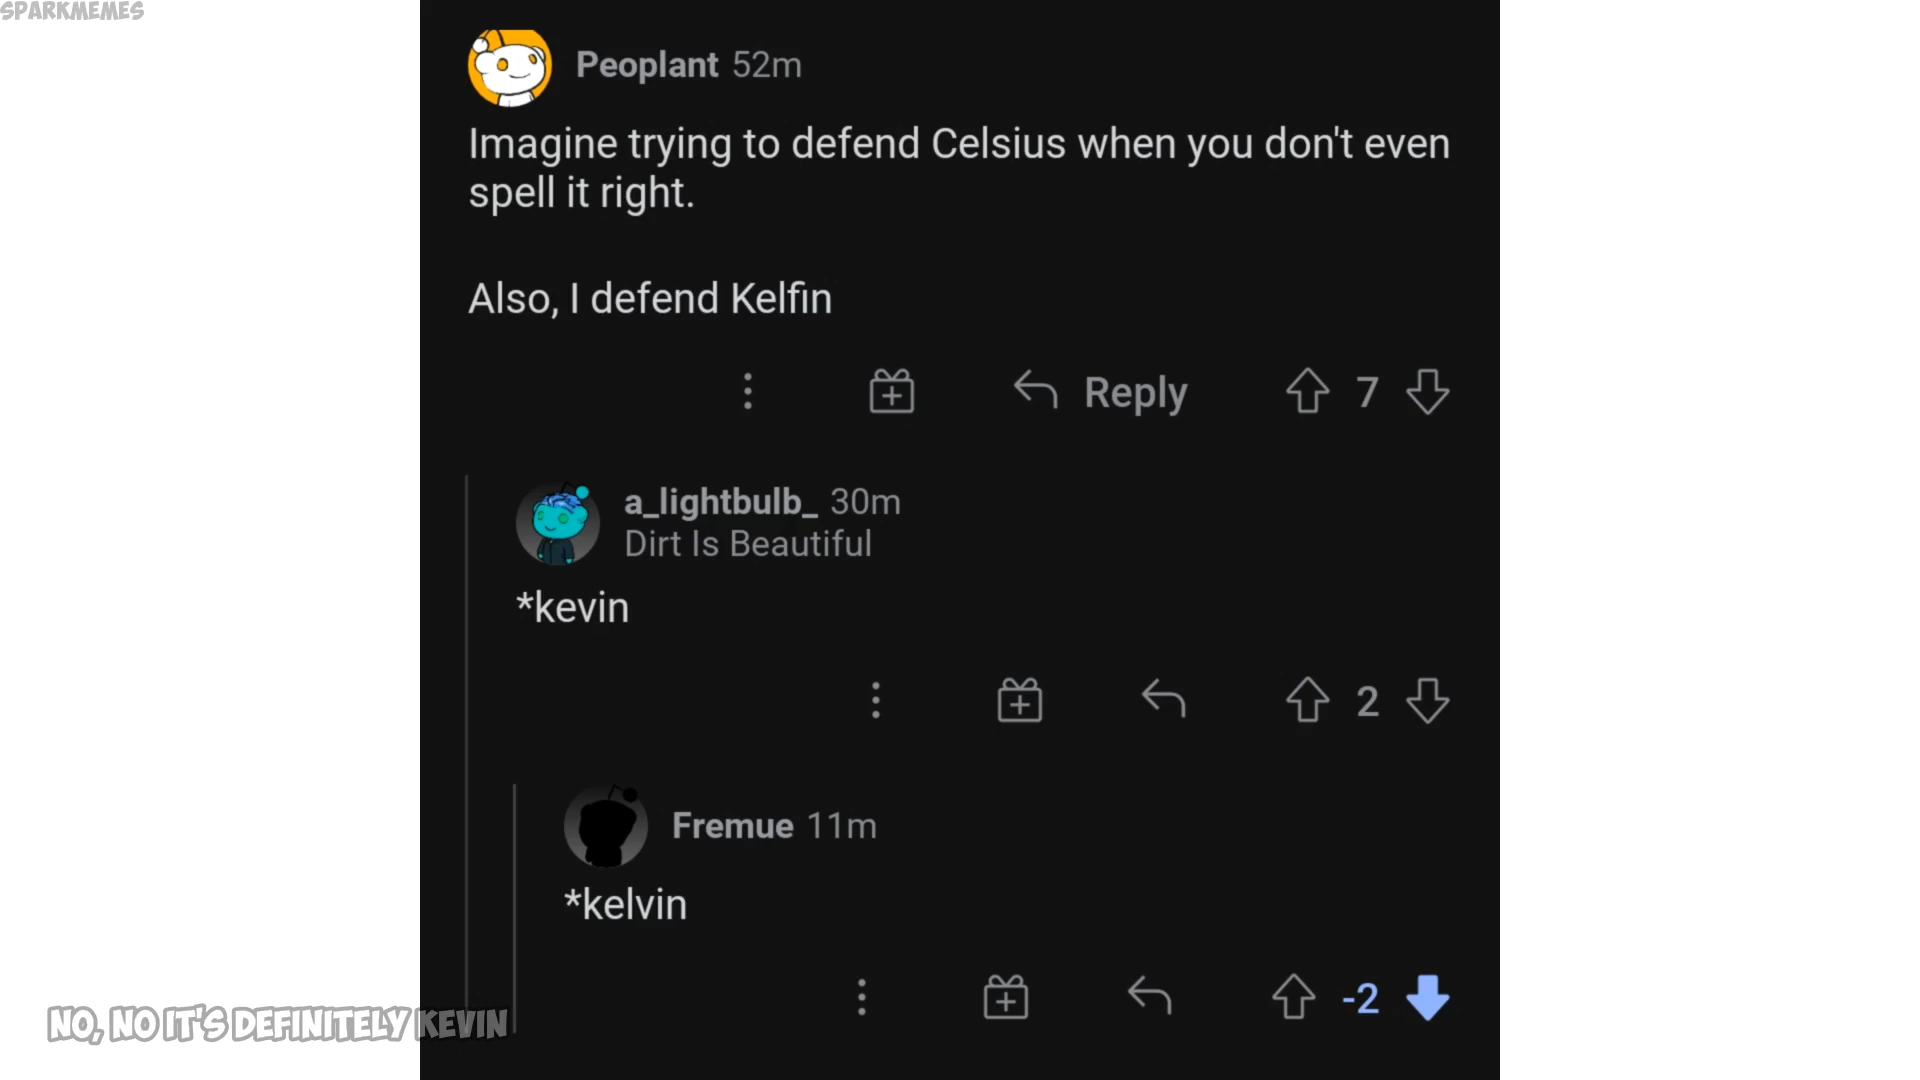 SPARKMEMES
Peoplant 52m
Imagine trying to defend Celsius when you don't even
spell it right.
Also, I defend Kelfin
Reply 7
a_lightbulb_ 30m
Dirt Is Beautiful
*kevin
2
Fremue 11m
*kelvin
-2
NO, NO IT'S DEFINITELY KEVIN